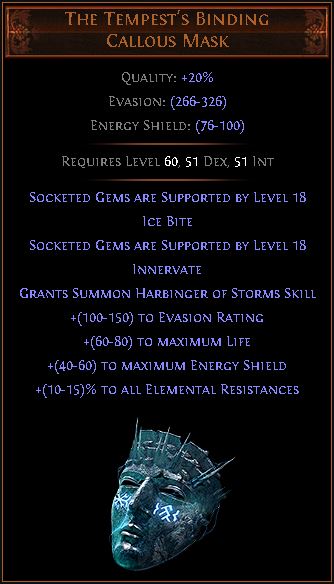 The Tempest's Binding
Callous Mask
Quality: +20%
Evasion: (266-326)
Energy Shield: (76-100)
Requires Level 60, 51 Dex, 51 Int
Socketed Gems are Supported by Level 18
Ice Bite
Socketed Gems are Supported by Level 18
Innervate
Grants Summon Harbinger of Storms Skill
+(100-150) to Evasion Rating
+(60-80) to maximum Life
+(40-60) to maximum Energy Shield
+(10-15)% to all Elemental Resistances